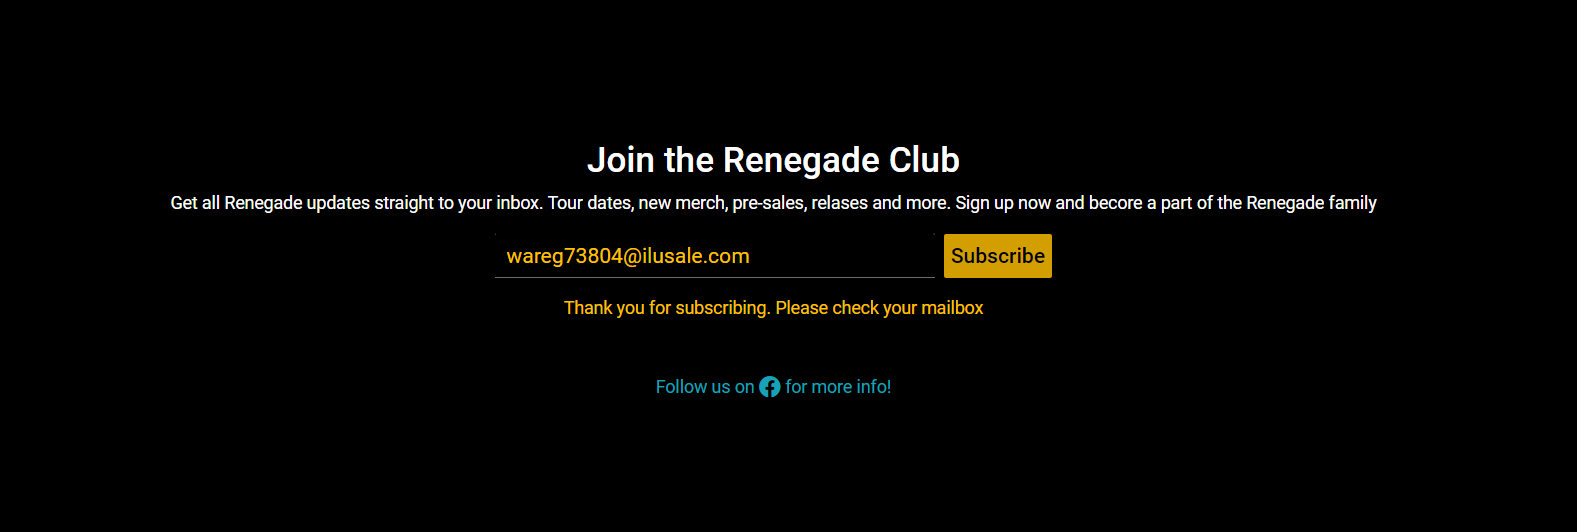 Join the Renegade Club
Get all Renegade updates straight to your inbox. Tour dates, new merch, pre-sales, relases and more. Sign up now and becore a part of the Renegade family
wareg73804@ilusale.com
Subscribe
Thank you for subscribing. Please check your mailbox
Follow us on for more info!